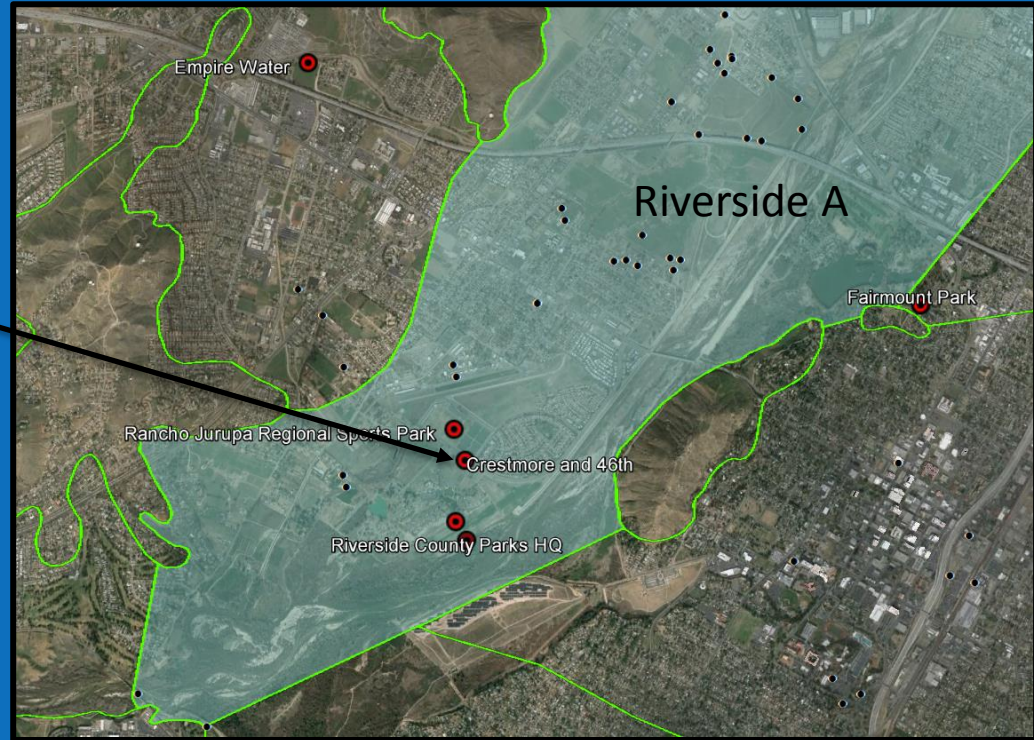 Empire Water
Riverside A
Fairmount Park
Rancho Jurupa Regional Sports Park
Crestmore and 46th
Riverside County Parks HQ